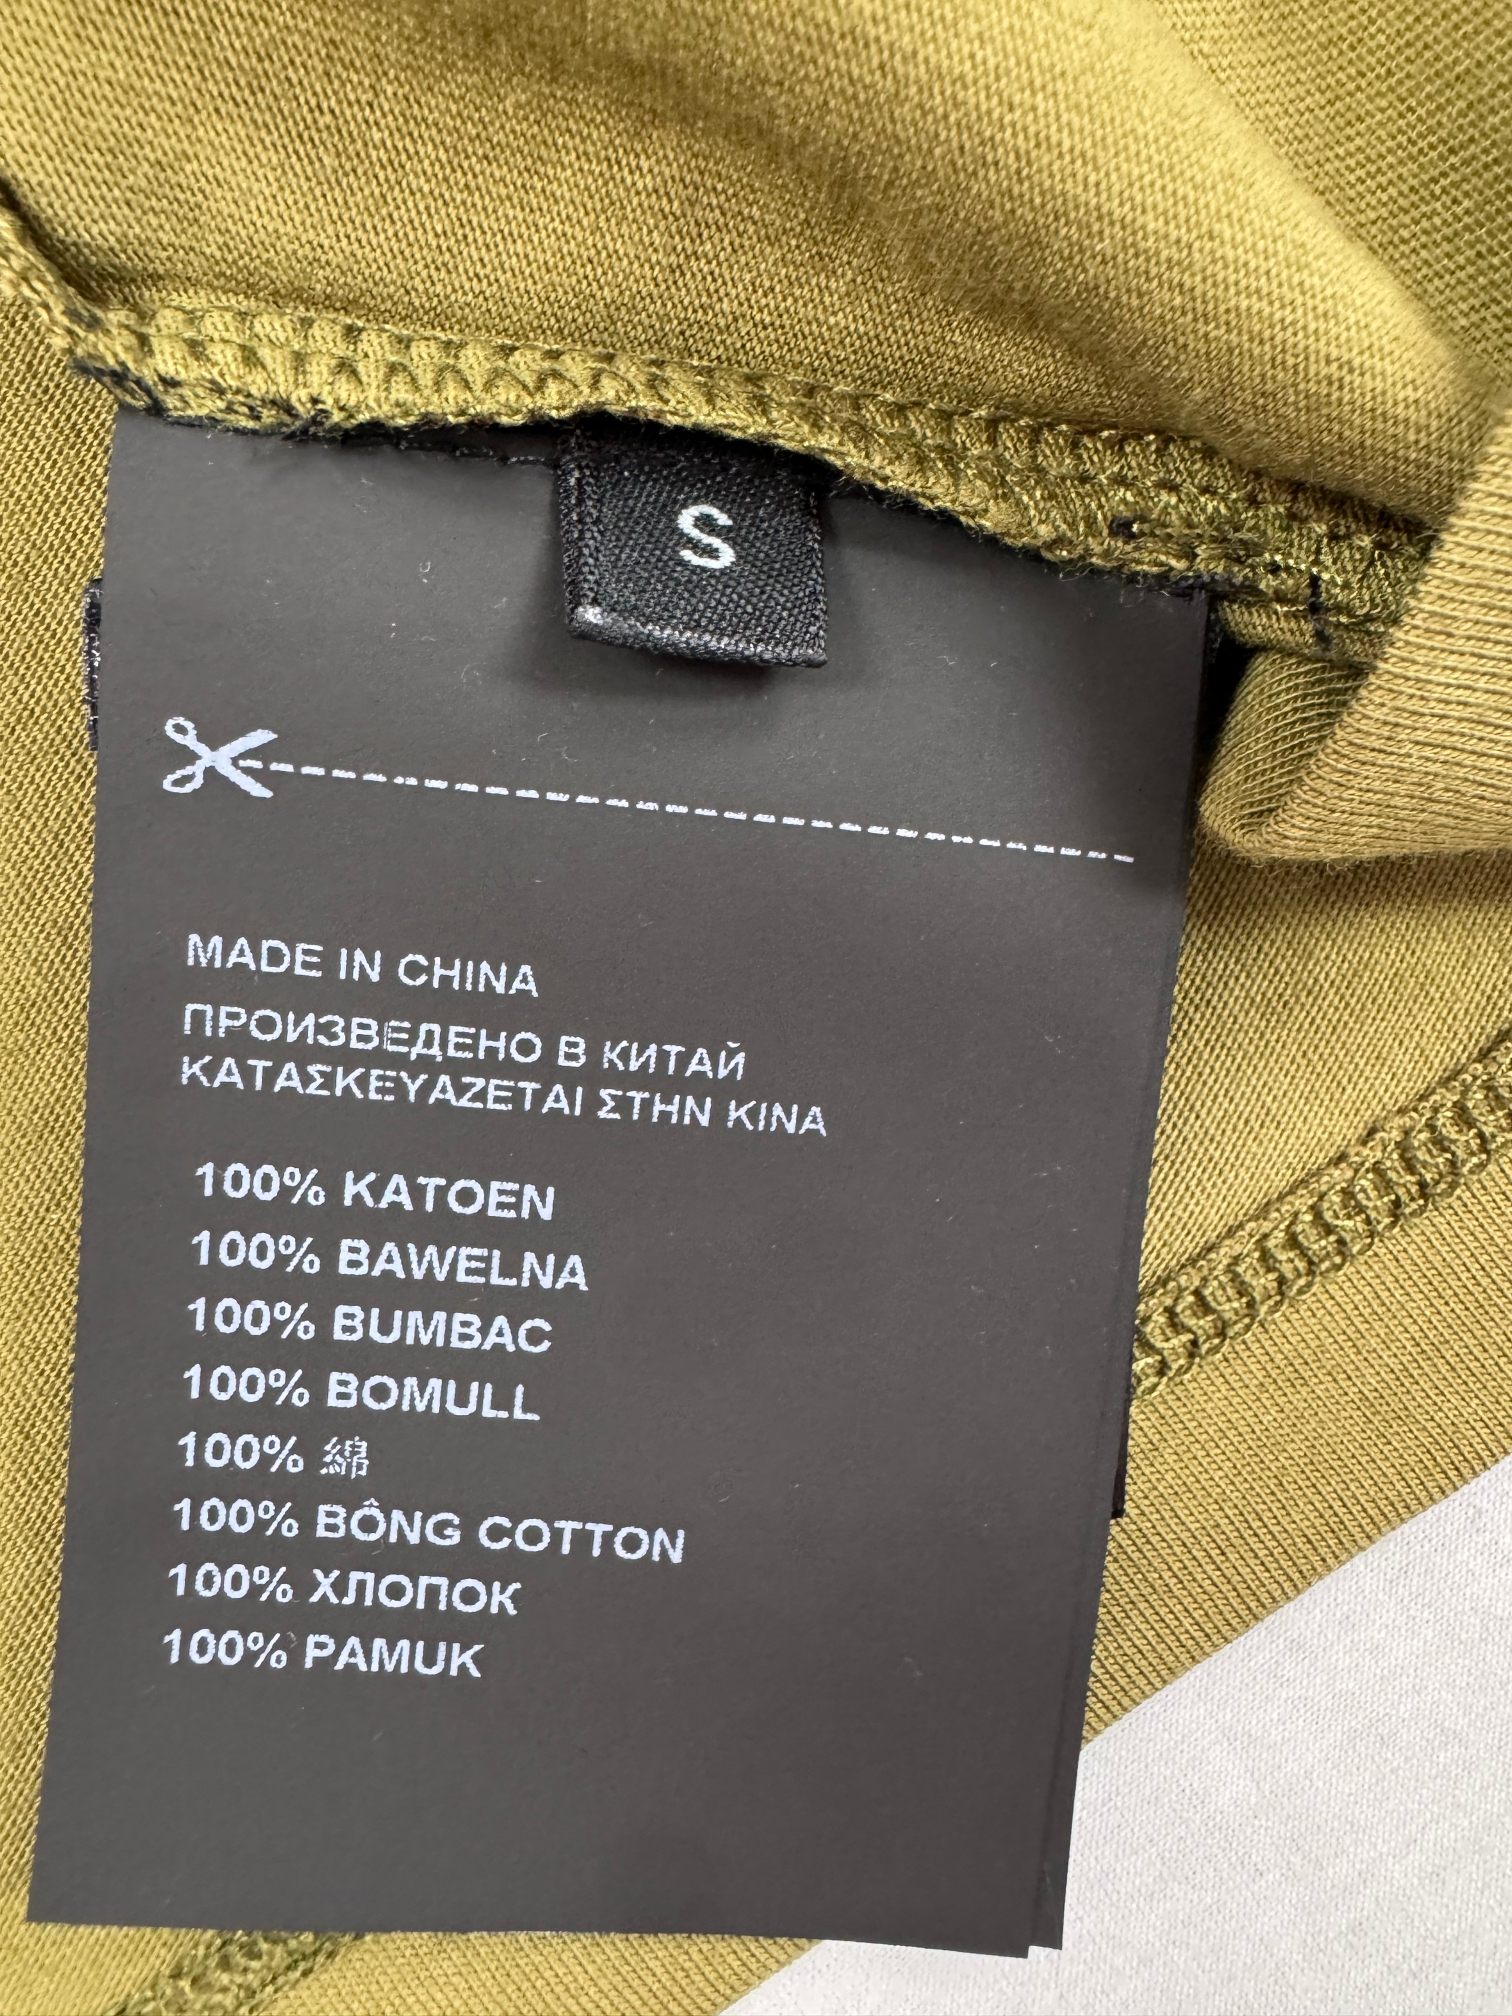 S
MADE IN CHINA
ПРОИЗВЕДЕНО В КИТАЙ
ΚΑΤΑΣΚΕΥΑΖΕΤΑΙ ΣΤΗΝ ΚΙΝΑ
100% KATOEN
100% BAWELNA
100% BUMBAC
100% BOMULL
100% 綿
100% BÔNG COTTON
100% ХЛОПОК
100% PAMUK